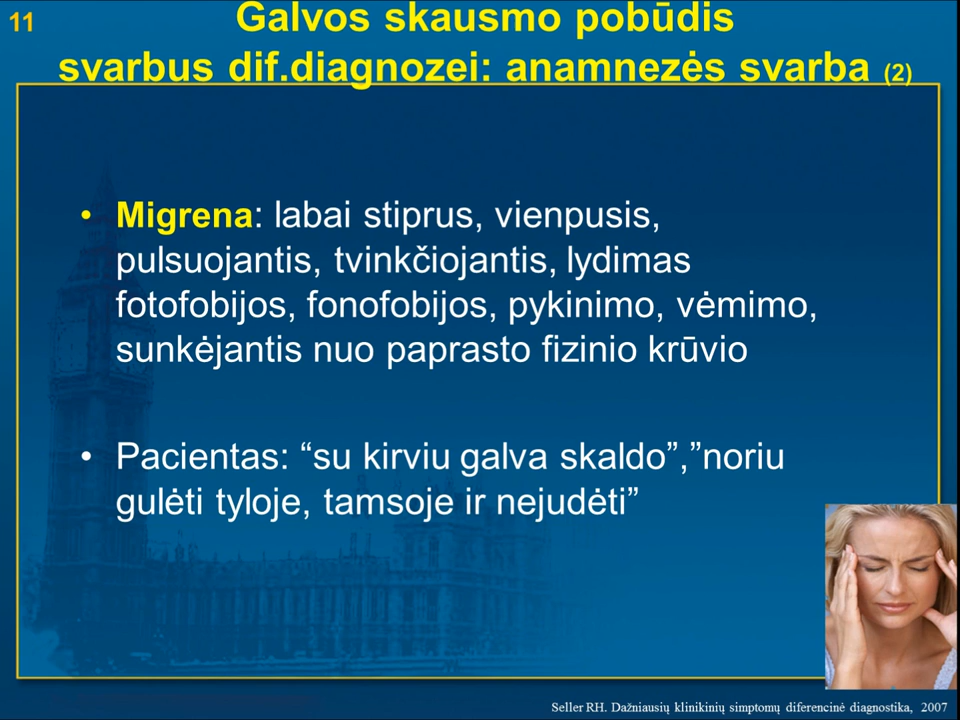 11
Galvos skausmo pobūdis
svarbus dif.diagnozei: anamnezės svarba (2)
• Migrena: labai stiprus, vienpusis,
pulsuojantis, tvinkčiojantis, lydimas
fotofobijos, fonofobijos, pykinimo, vėmimo,
sunkėjantis nuo paprasto fizinio krūvio
• Pacientas: “su kirviu galva skaldo”,”noriu
gulėti tyloje, tamsoje ir nejudėti”
Seller RH. Dažniausių klinikinių simptomų diferencinė diagnostika, 2007